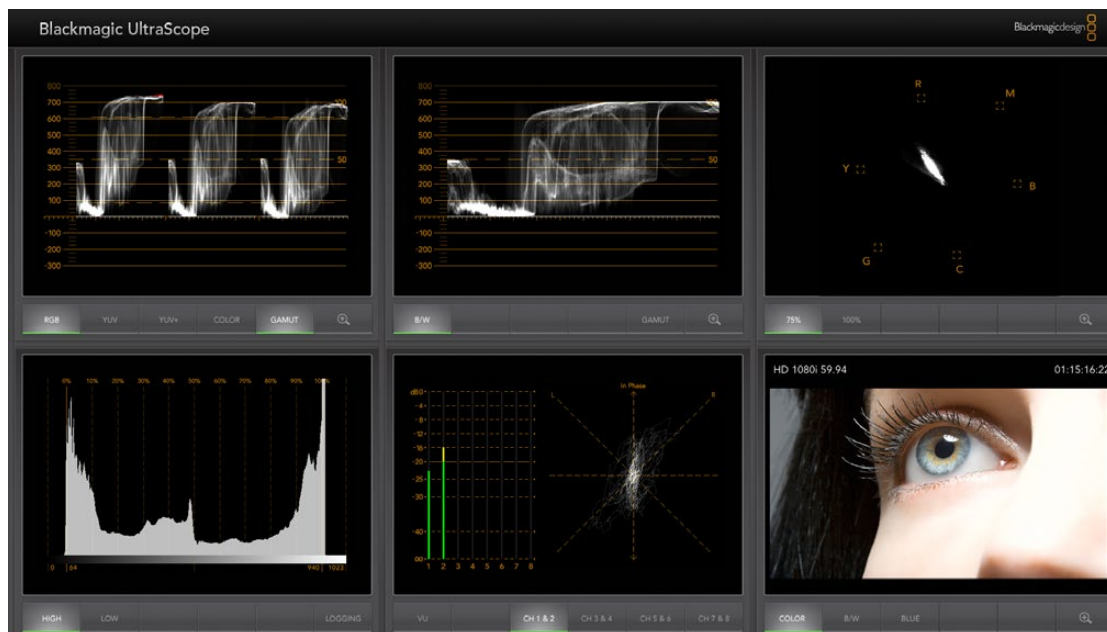 Blackmagic UltraScope
Blackmagicdesign
800
700
600
500
400
300
200
100
-100
-200
-300
100
50
RGB YUV YUV+ COLOR GAMUT
800
700
600
500
400
300
200
100
-100
-200
-300
100
50
B/W GAMUT
R
M
Y
B
G
C
75% 100%
0% 10% 20% 30% 40% 50% 60% 70% 80% 90% 100%
0 64 940 1023
HIGH LOW LOGGING
dB0
-4
-8
-12
-16
-20
-25
-30
-40
-60
1 2 3 4 5 6 7 8
In Phase
L
R
VU CH 1 & 2 CH 3 & 4 CH 5 & 6 CH 7 & 8
HD 1080i 59.94 01:15:16:22
COLOR B/W BLUE